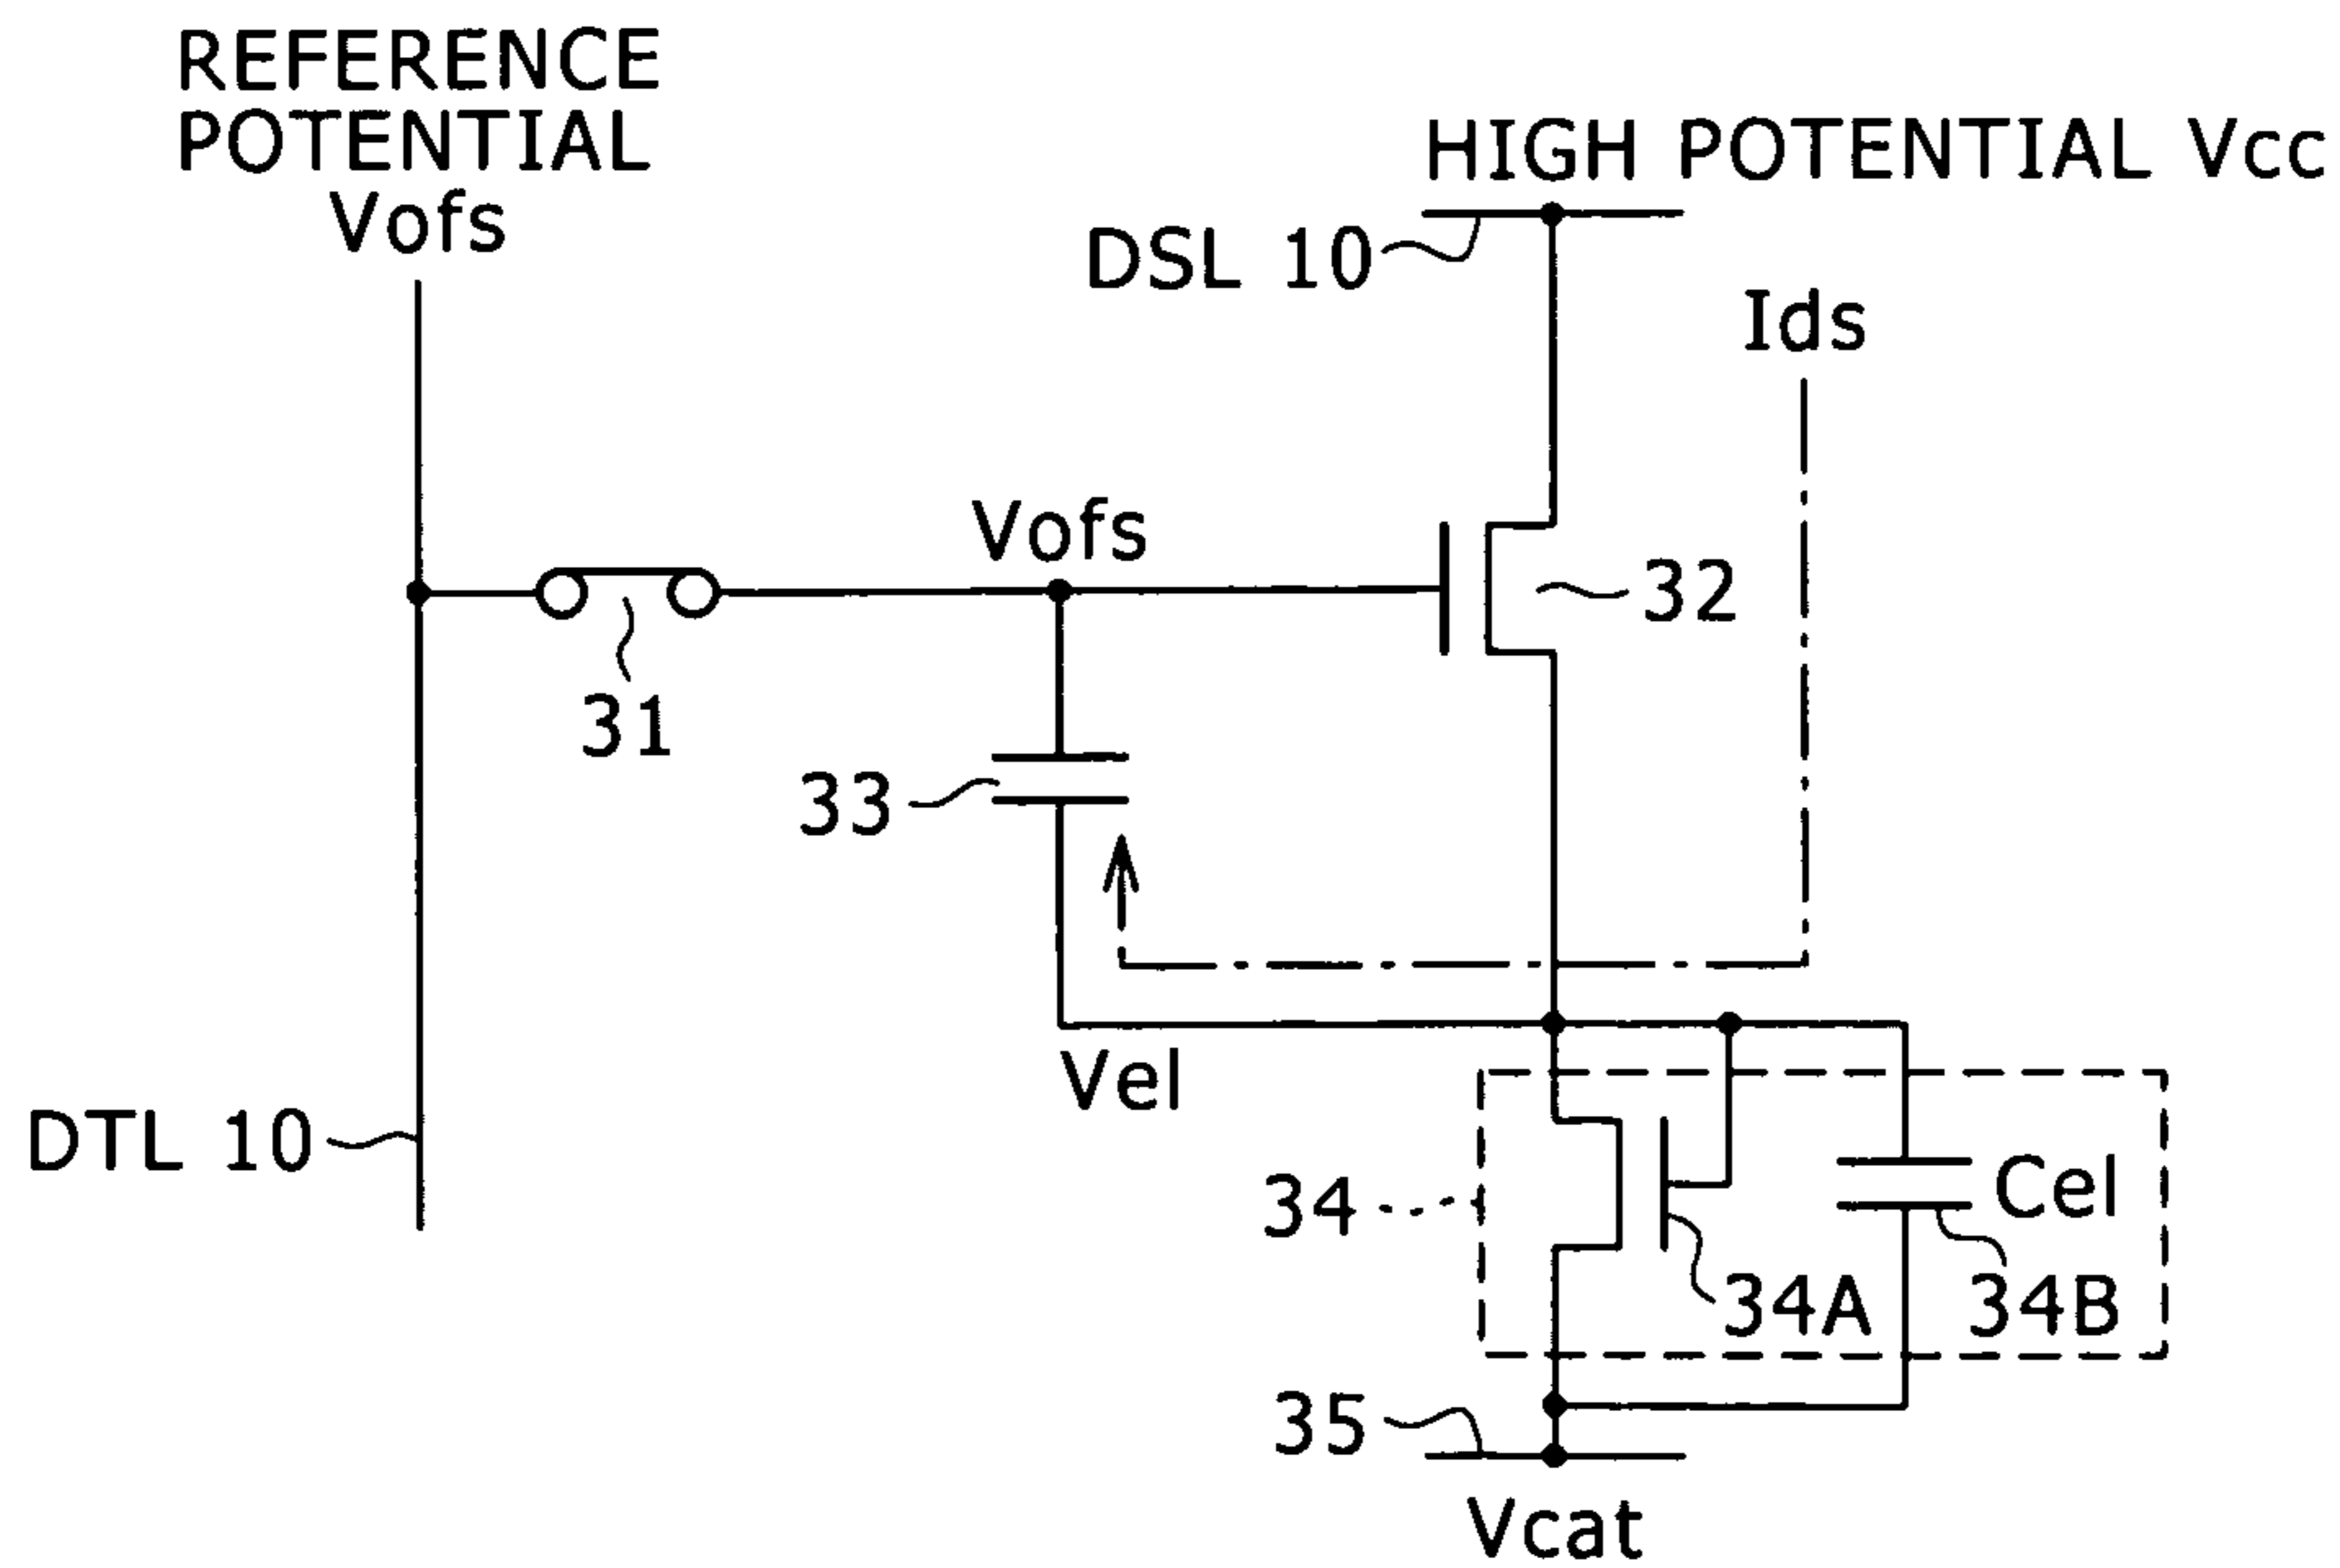 REFERENCE
POTENTIAL
Vofs
HIGH POTENTIAL Vcc
DSL 10
Ids
Vofs
32
31
33
Vel
DTL 10
34
Cel
34A
34B
35
Vcat